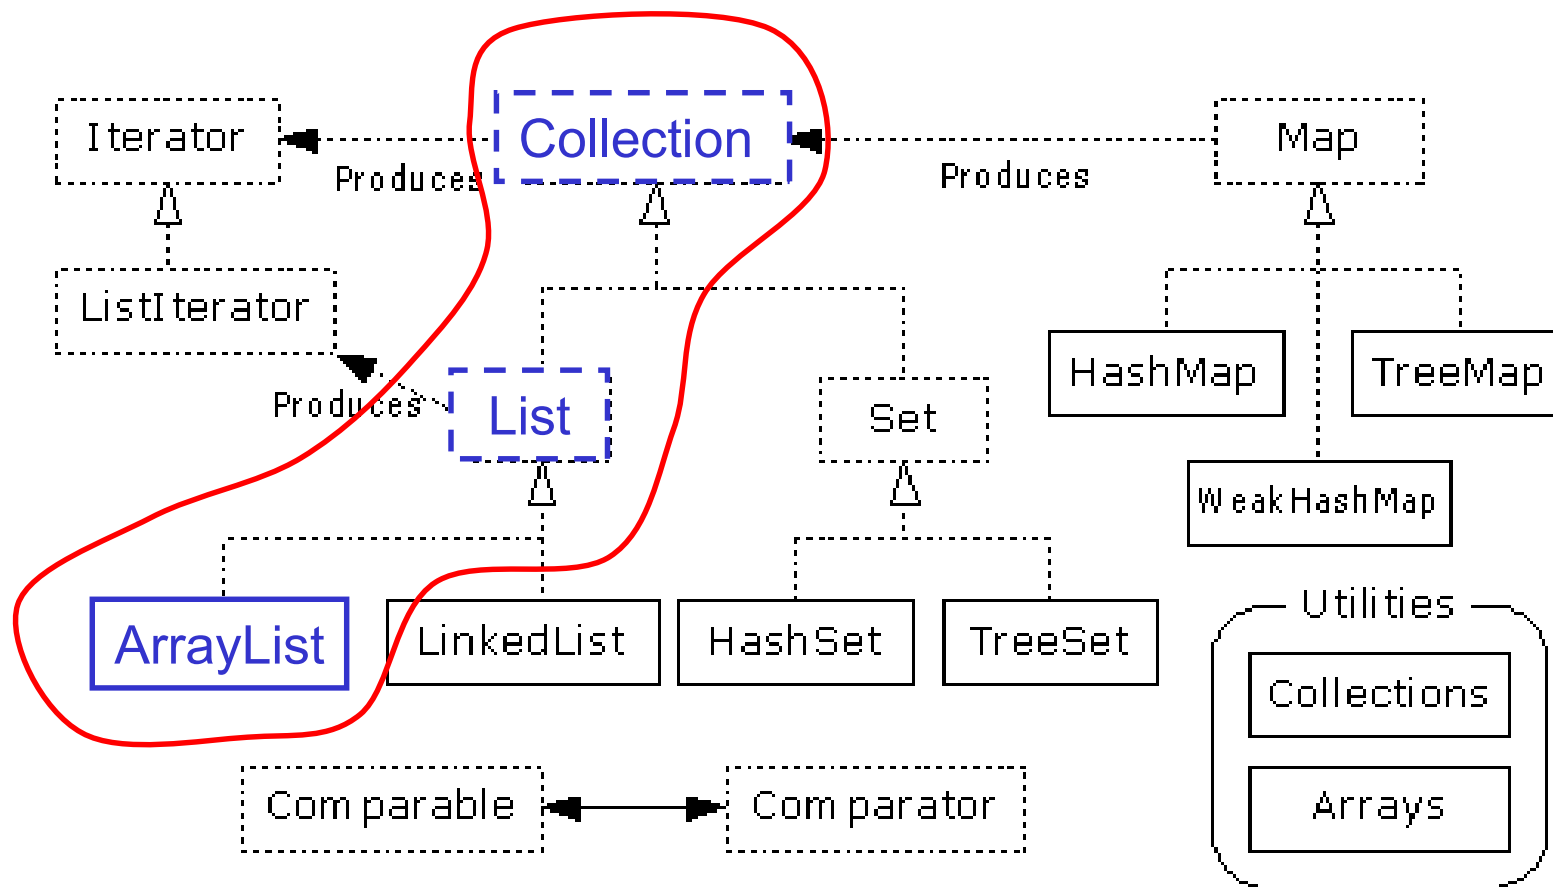 Iterator
Collection
Map
Produces
Produces
ListIterator
HashMap
TreeMap
Produces
List
Set
WeakHashMap
Utilities
ArrayList
LinkedList
HashSet
TreeSet
Collections
Comparable
Comparator
Arrays